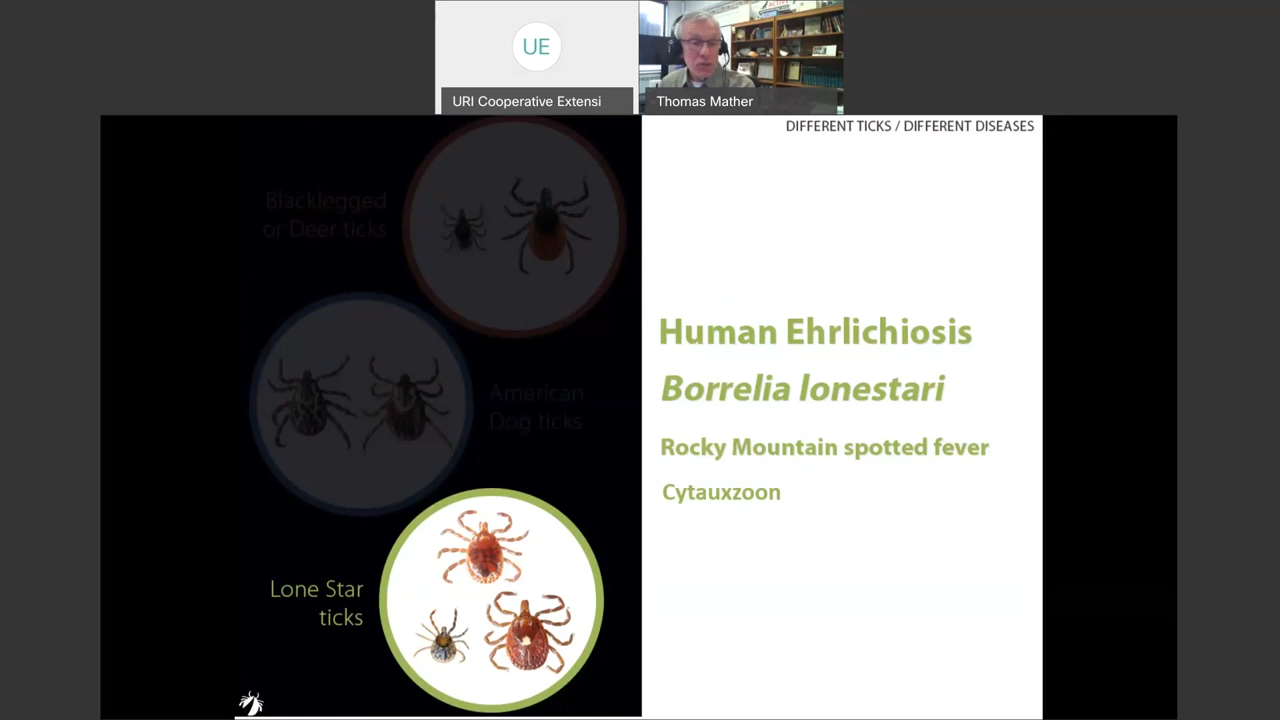 UE
URI Cooperative Extensi
Thomas Mather
DIFFERENT TICKS / DIFFERENT DISEASES
Blacklegged
or Deer ticks
American
Dog ticks
Lone Star
ticks
Human Ehrlichiosis
Borrelia lonestari
Rocky Mountain spotted fever
Cytauxzoon